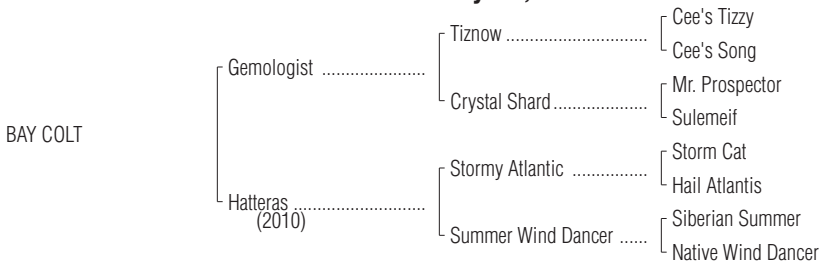 Cee's Tizzy
Tiznow ..............................
Cee's Song
Gemologist ......................
Mr. Prospector
Crystal Shard....................
Sulemeif
BAY COLT
Storm Cat
Stormy Atlantic ................
Hail Atlantis
Hatteras ............................
(2010)
Siberian Summer
Summer Wind Dancer ......
Native Wind Dancer